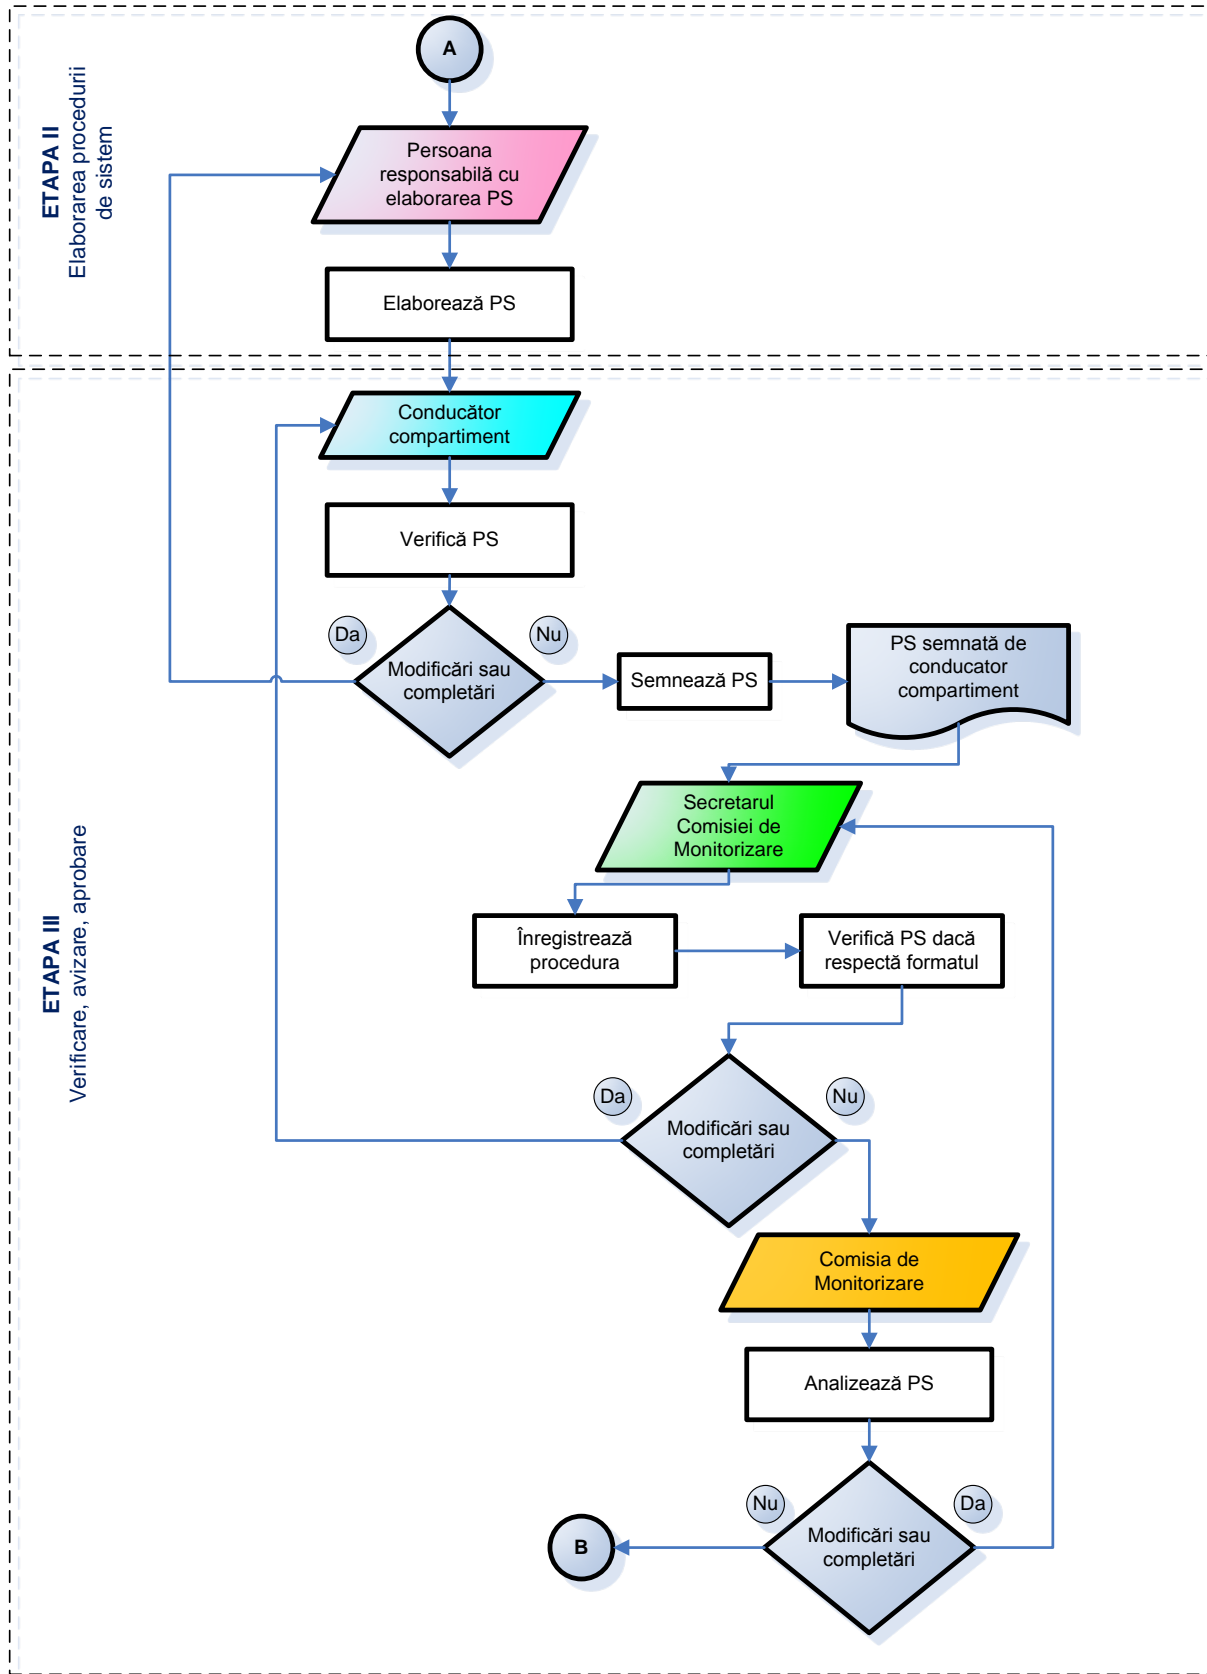 A
ETAPA II
Elaborarea procedurii
de sistem
Persoana
responsabilă cu
elaborarea PS
Elaborează PS
ETAPA III
Verificare, avizare, aprobare
Conducător
compartiment
Verifică PS
Da
Nu
Modificări sau
completări
Semnează PS
PS semnată de
conducator
compartiment
Secretarul
Comisiei de
Monitorizare
Înregistrează
procedura
Verifică PS dacă
respectă formatul
Da
Nu
Modificări sau
completări
Comisia de
Monitorizare
Analizează PS
Nu
Da
Modificări sau
completări
B